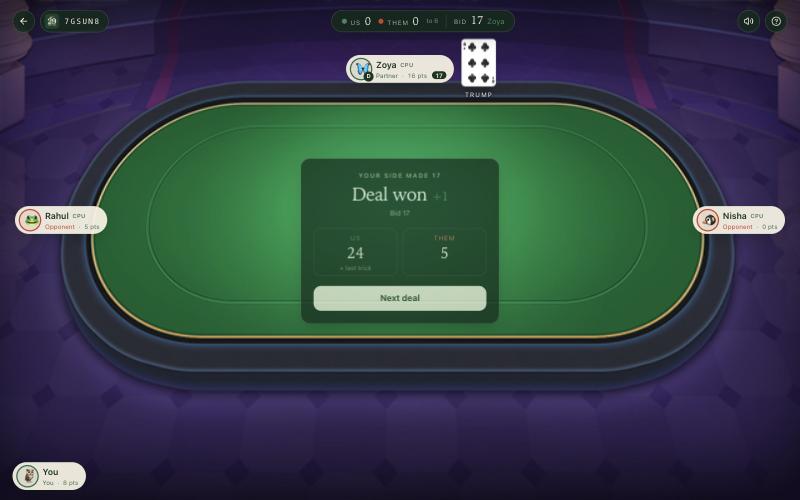 29 7GSUN8
US 0 THEM 0 to 6 BID 17 Zoya
Zoya CPU
D Partner · 16 pts 17
6
TRUMP
YOUR SIDE MADE 17
Deal won +1
Bid 17
US THEM
24 5
+ last trick
Next deal
Rahul CPU
Opponent · 5 pts
Nisha CPU
Opponent · 0 pts
You
You · 8 pts